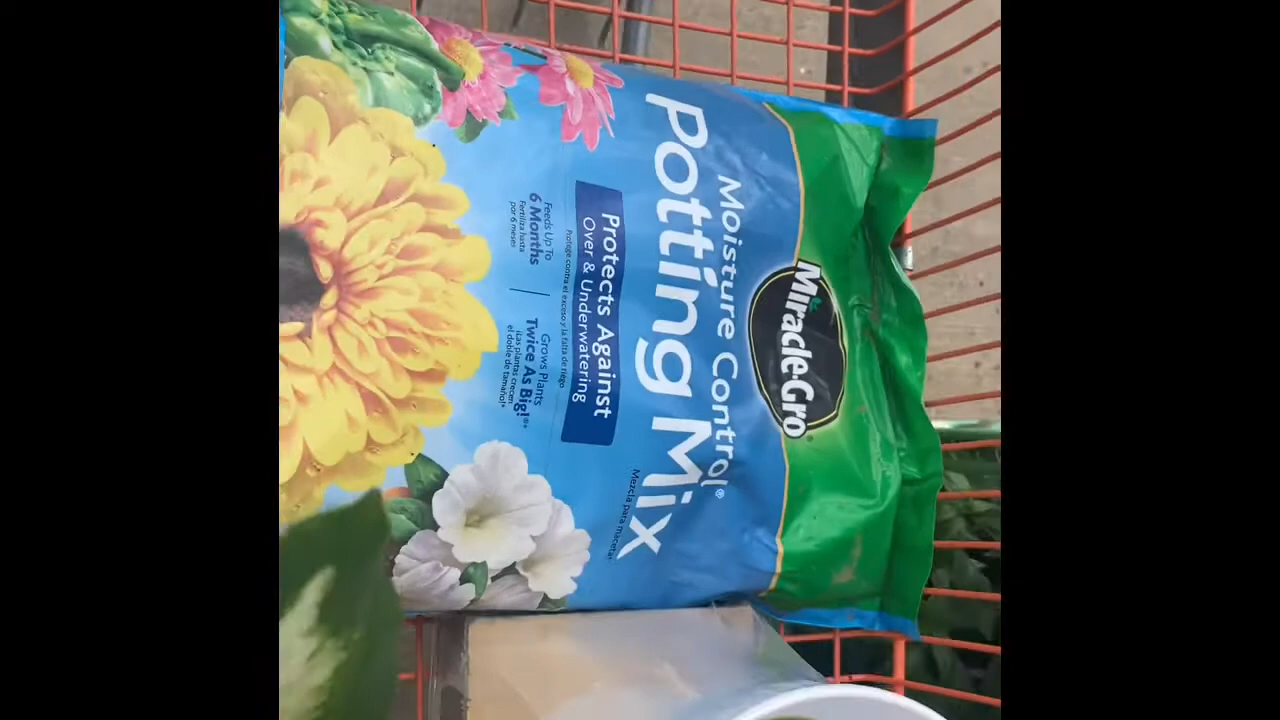 Miracle-Gro®
Moisture Control®
Potting Mix
Mezcla para macetas
Protects Against
Over & Underwatering
Protege contra el exceso y la falta de riego
Feeds Up To
6 Months
Fertiliza hasta
por 6 meses
Grows Plants
Twice As Big!®*
¡Las plantas crecen
el doble de tamaño!*